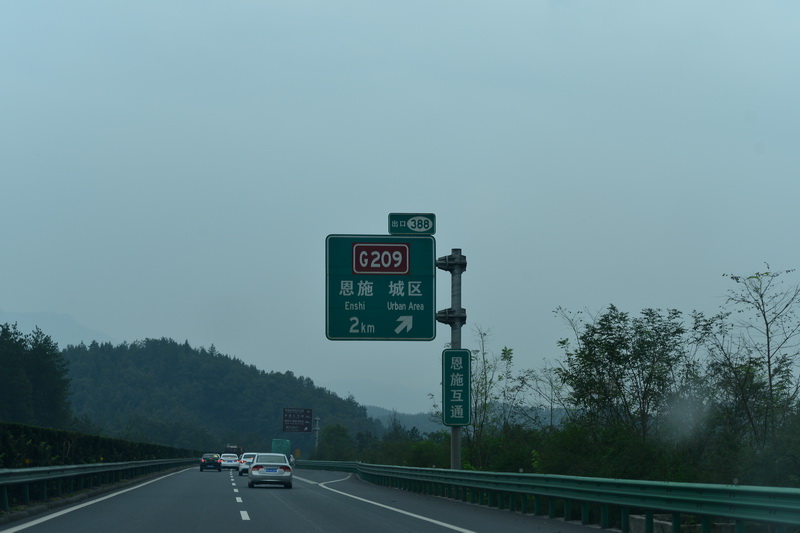 出口 388
G209
恩施 城区
Enshi Urban Area
2km
恩施互通